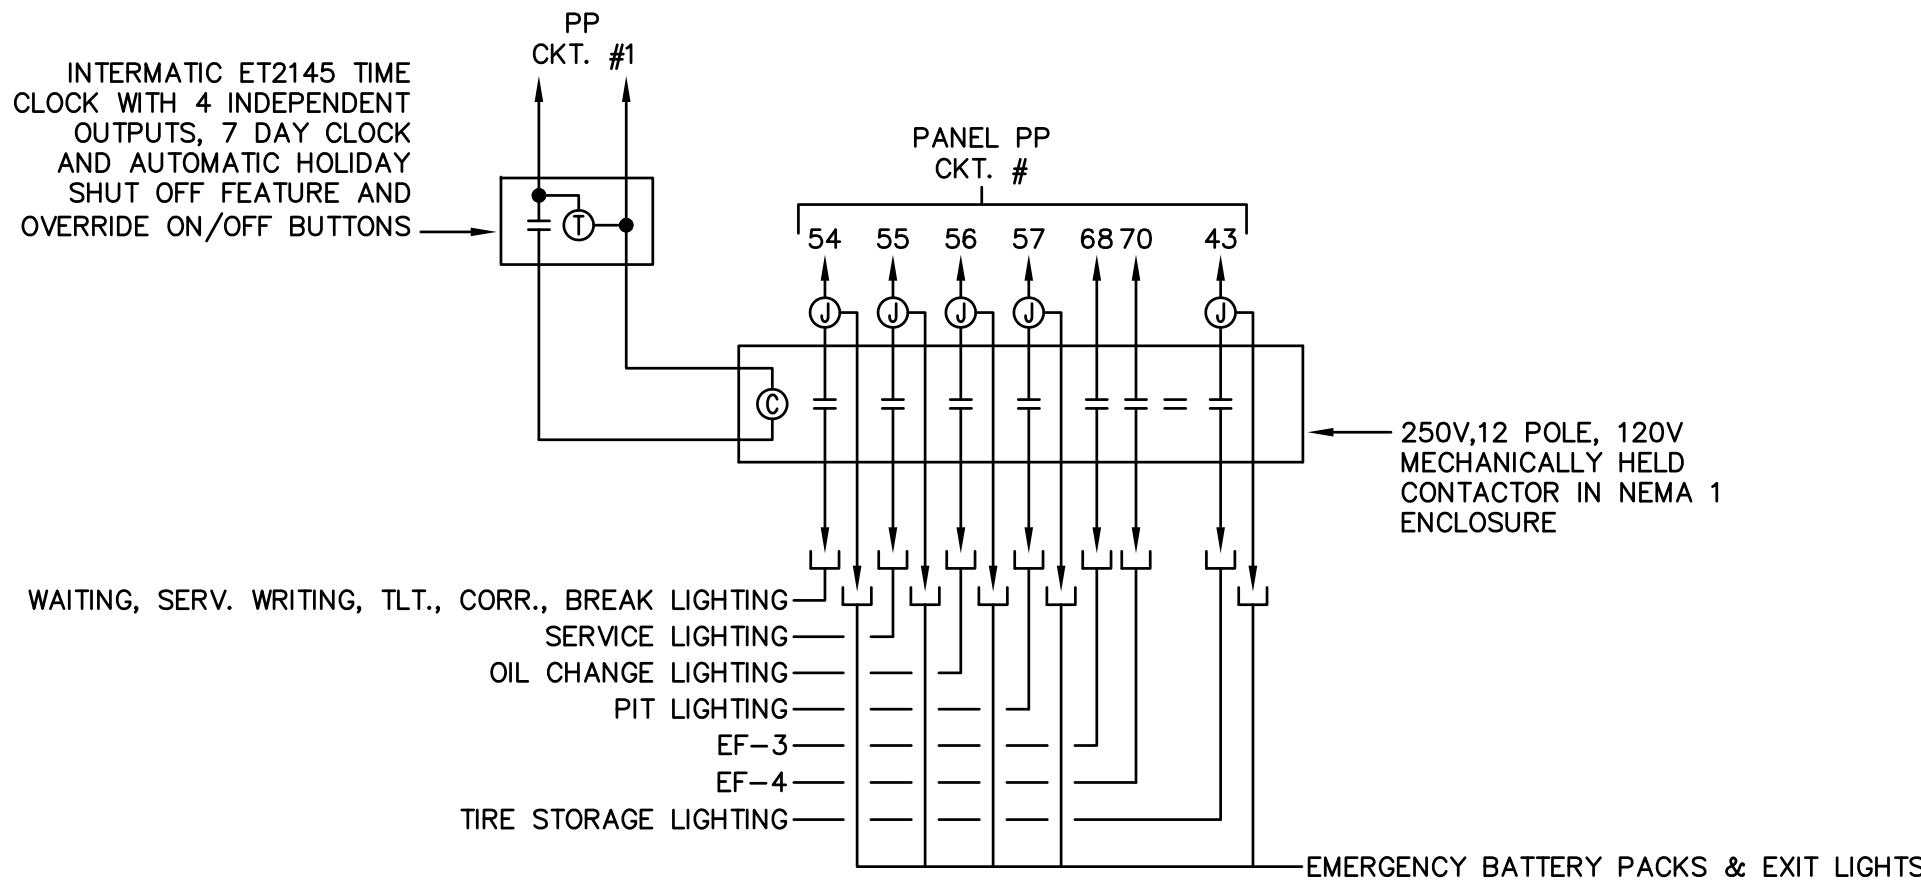 PP
CKT. #1
INTERMATIC ET2145 TIME
CLOCK WITH 4 INDEPENDENT
OUTPUTS, 7 DAY CLOCK
AND AUTOMATIC HOLIDAY
SHUT OFF FEATURE AND
OVERRIDE ON/OFF BUTTONS
T
PANEL PP
CKT. #
54 55 56 57 68 70 43
J J J J J
C
250V,12 POLE, 120V
MECHANICALLY HELD
CONTACTOR IN NEMA 1
ENCLOSURE
WAITING, SERV. WRITING, TLT., CORR., BREAK LIGHTING
SERVICE LIGHTING
OIL CHANGE LIGHTING
PIT LIGHTING
EF-3
EF-4
TIRE STORAGE LIGHTING
EMERGENCY BATTERY PACKS & EXIT LIGHTS